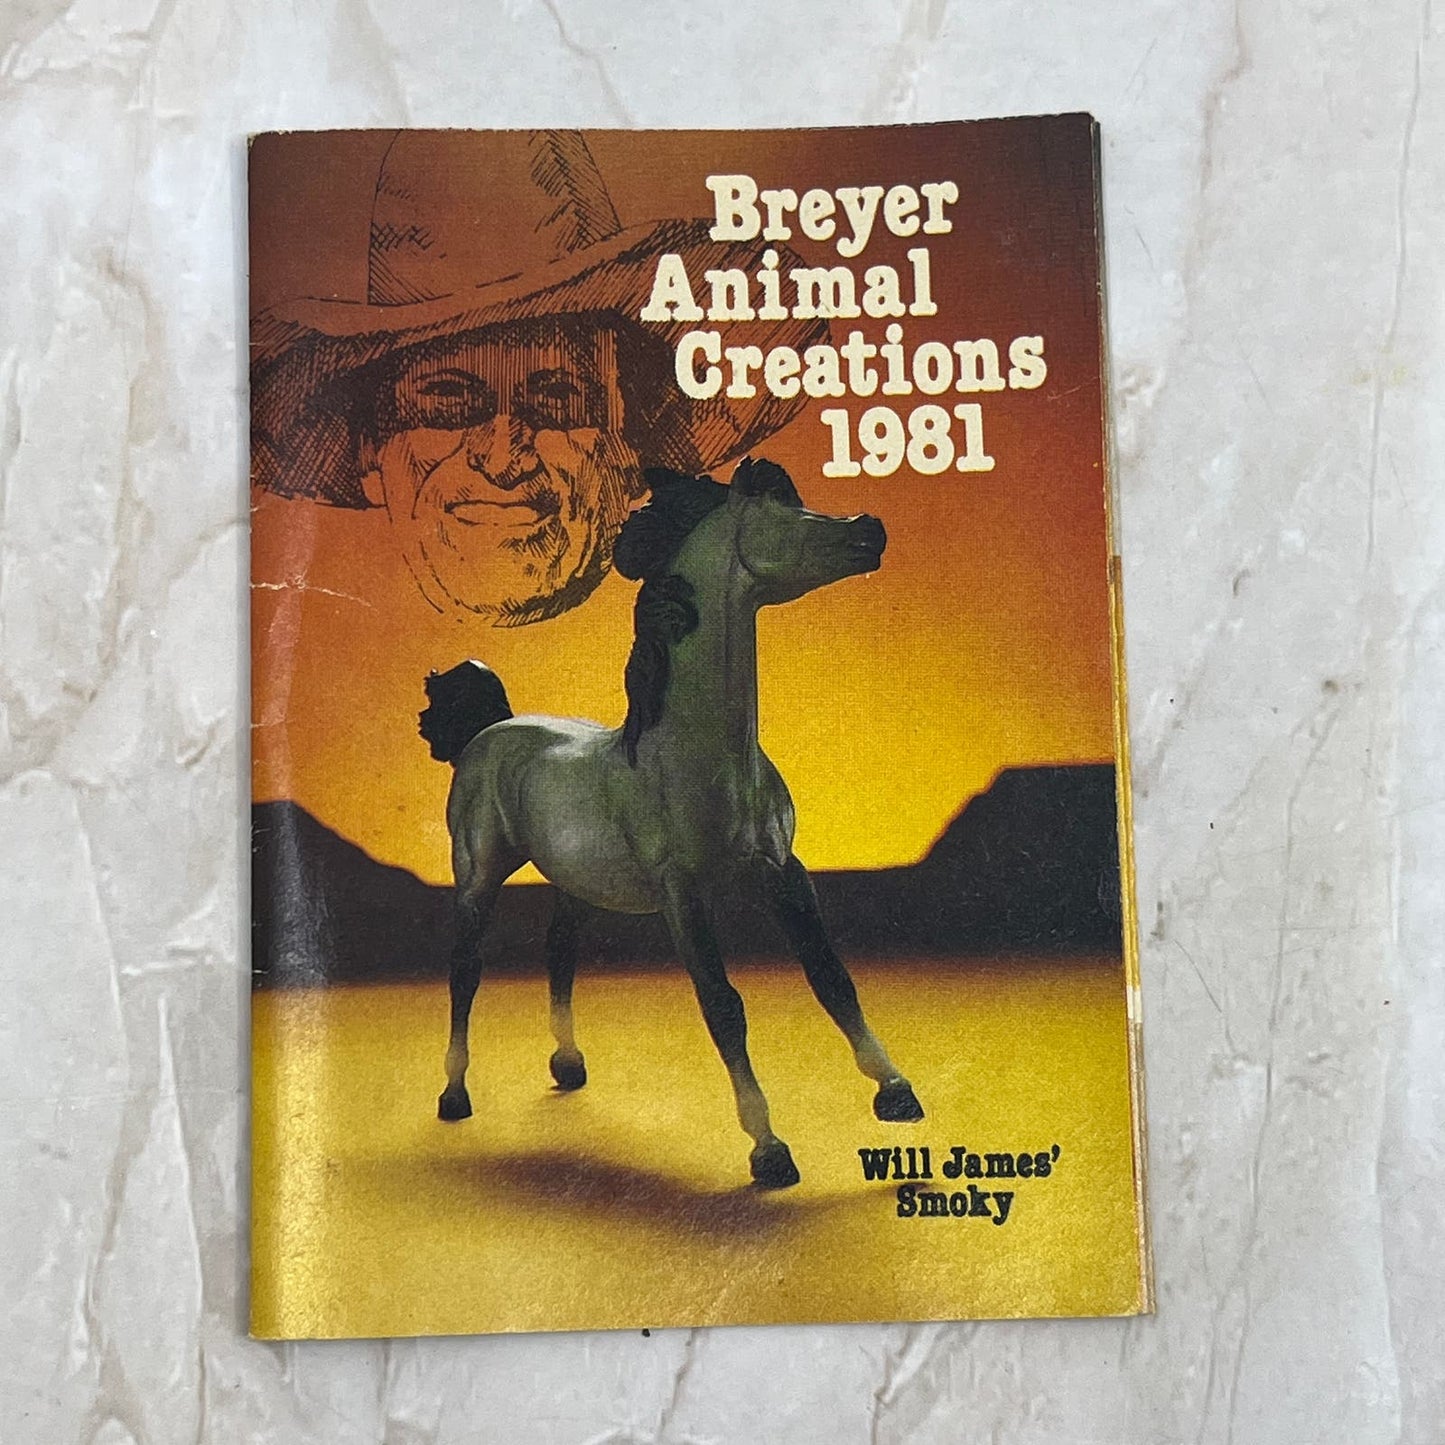 Breyer
Animal
Creations
1981
Will James'
Smoky